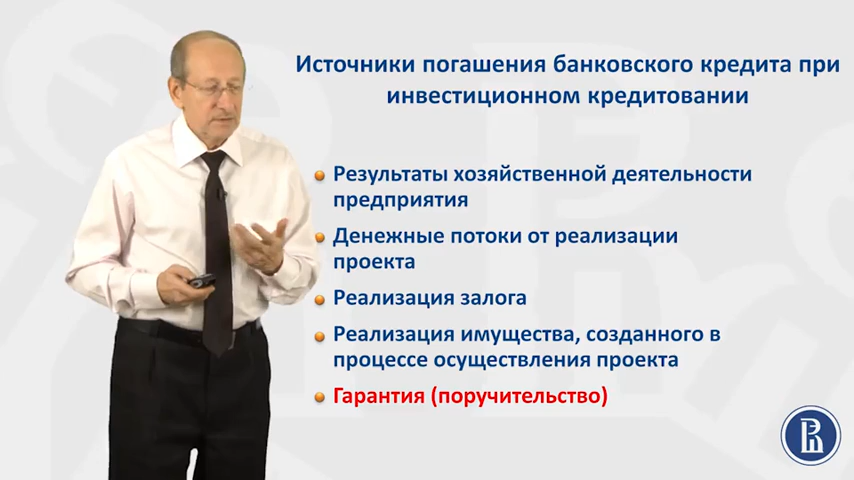 Источники погашения банковского кредита при
инвестиционном кредитовании
Результаты хозяйственной деятельности
предприятия
Денежные потоки от реализации
проекта
Реализация залога
Реализация имущества, созданного в
процессе осуществления проекта
Гарантия (поручительство)